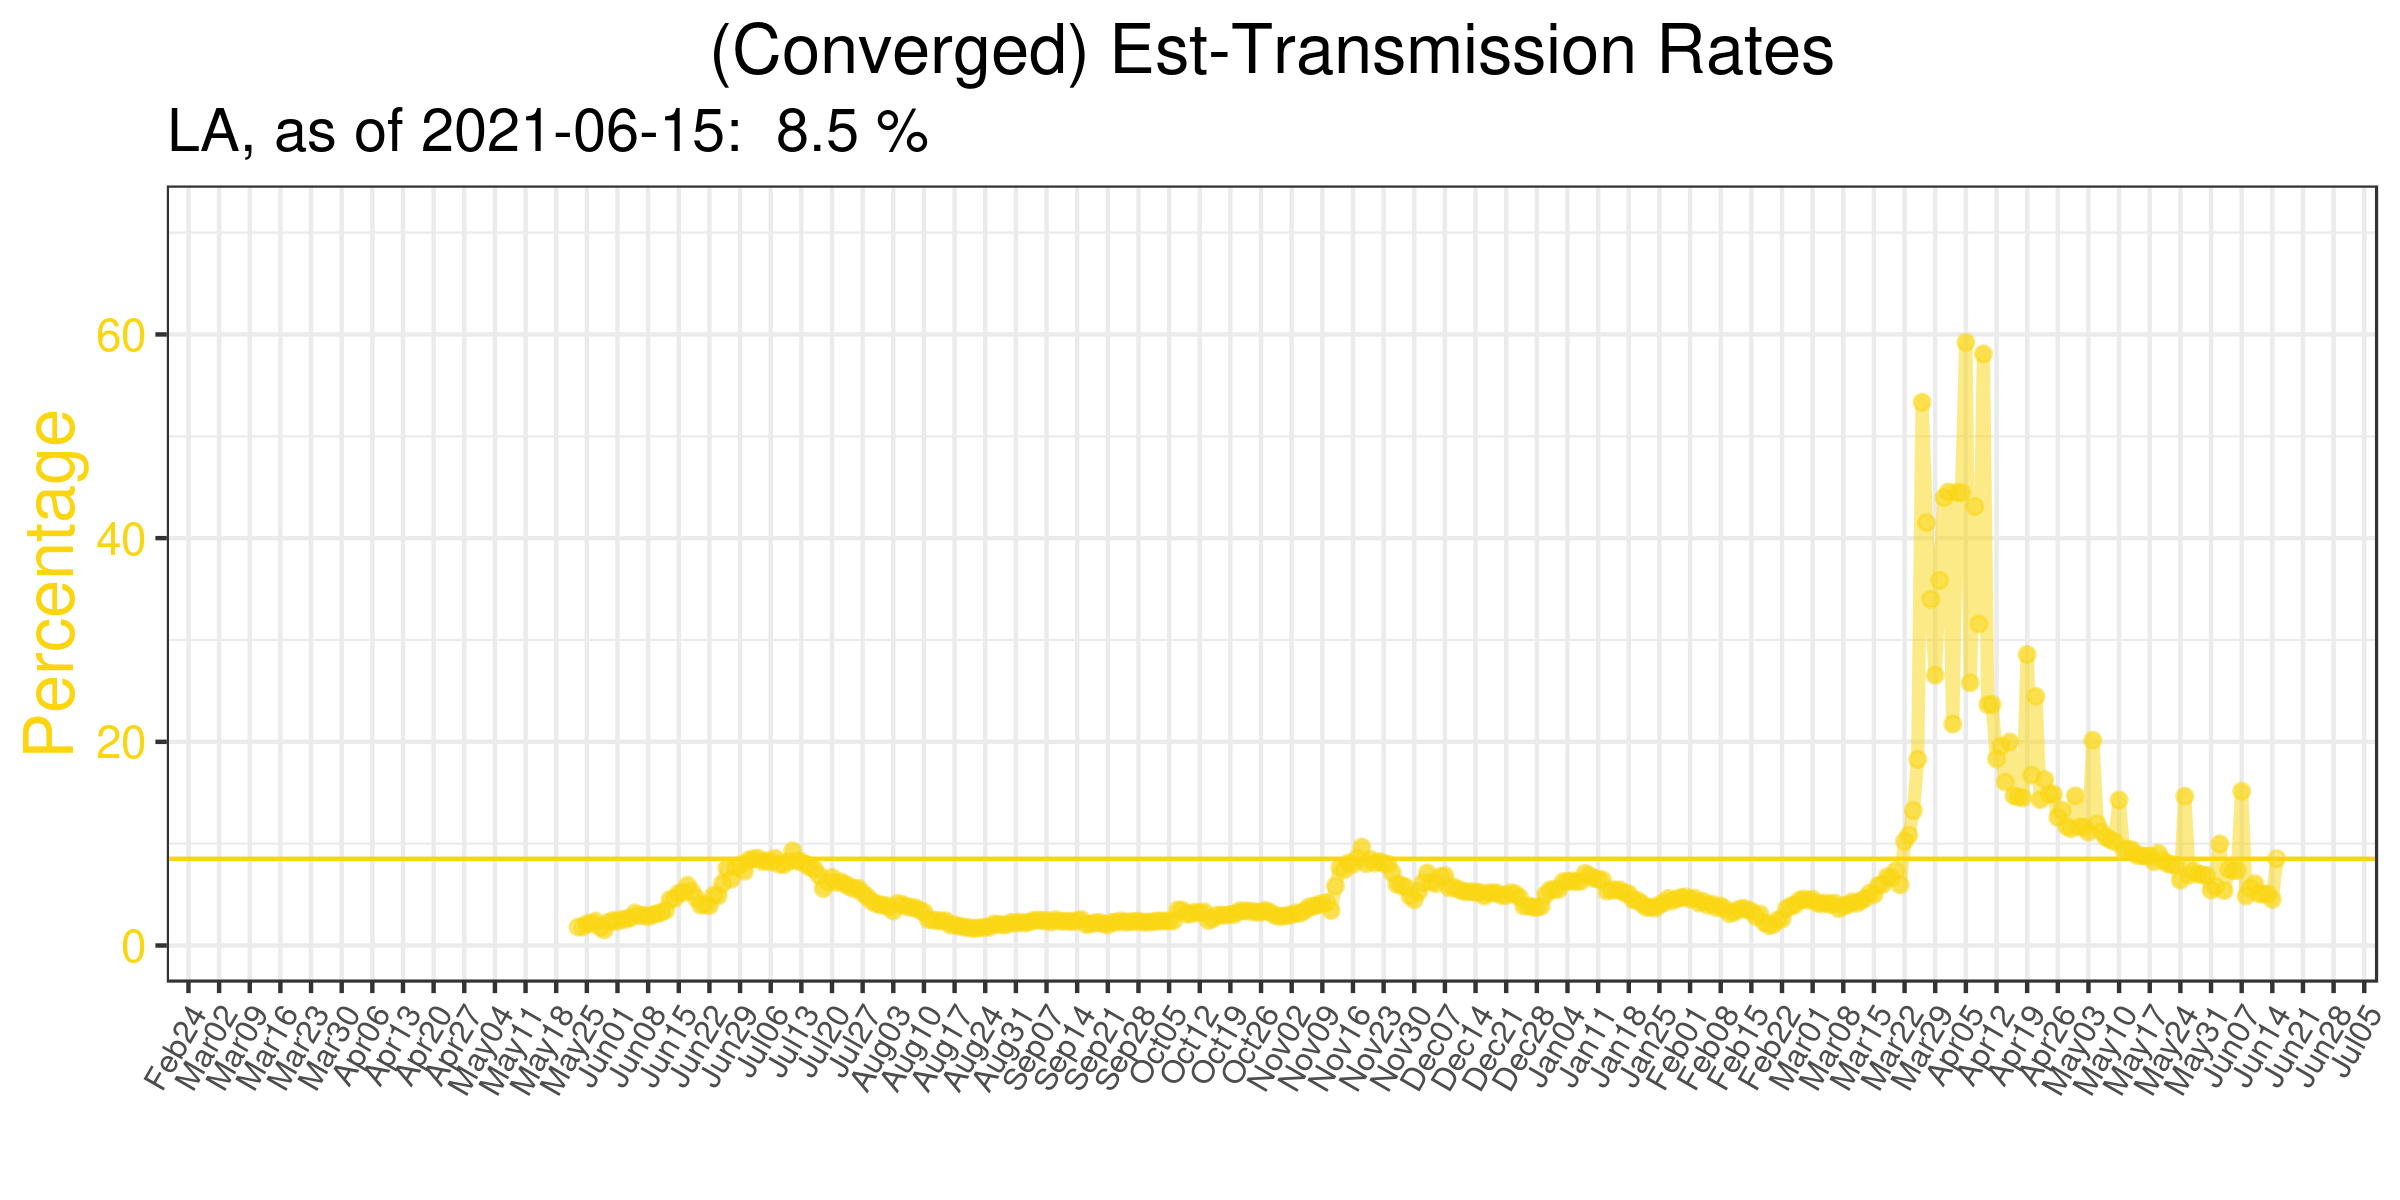 (Converged) Est-Transmission Rates
LA, as of 2021-06-15:  8.5 %
Percentage
60
40
20
0
Feb24
Mar02
Mar09
Mar16
Mar23
Mar30
Apr06
Apr13
Apr20
Apr27
May04
May11
May18
May25
Jun01
Jun08
Jun15
Jun22
Jun29
Jul06
Jul13
Jul20
Jul27
Aug03
Aug10
Aug17
Aug24
Aug31
Sep07
Sep14
Sep21
Sep28
Oct05
Oct12
Oct19
Oct26
Nov02
Nov09
Nov16
Nov23
Nov30
Dec07
Dec14
Dec21
Dec28
Jan04
Jan11
Jan18
Jan25
Feb01
Feb08
Feb15
Feb22
Mar01
Mar08
Mar15
Mar22
Mar29
Apr05
Apr12
Apr19
Apr26
May03
May10
May17
May24
May31
Jun07
Jun14
Jun21
Jun28
Jul05